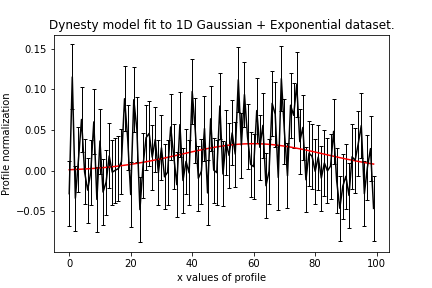 Dynesty model fit to 1D Gaussian + Exponential dataset.
Profile normalization
0.15
0.10
0.05
0.00
−0.05
0 20 40 60 80 100
x values of profile